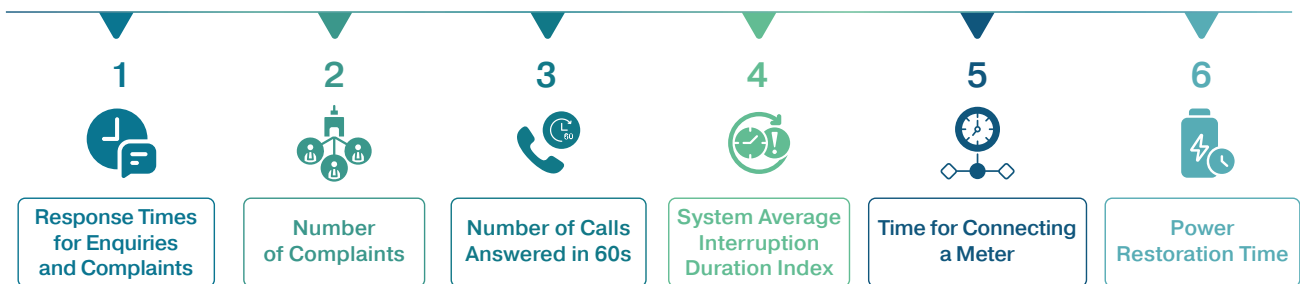 1
2
3
4
5
6
60
Response Times
for Enquiries
and Complaints
Number
of Complaints
Number of Calls
Answered in 60s
System Average
Interruption
Duration Index
Time for Connecting
a Meter
Power
Restoration Time